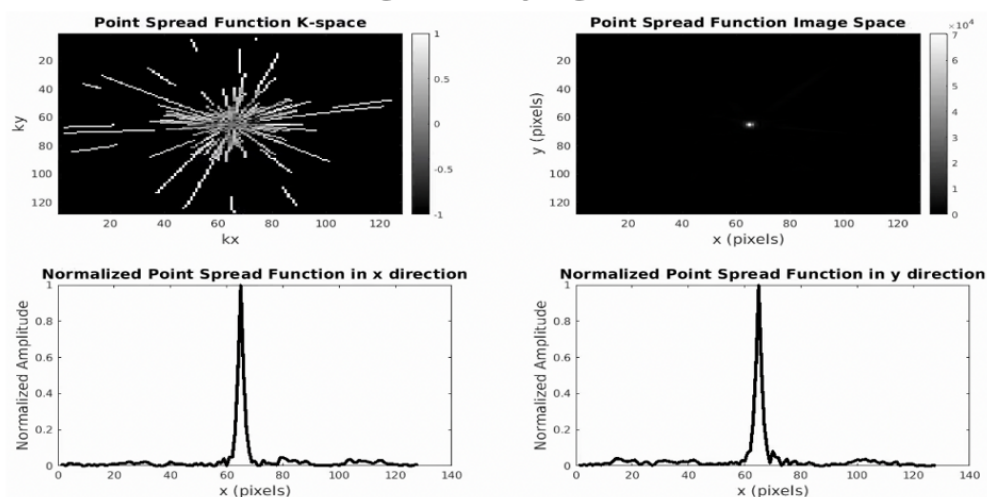 Point Spread Function K-space
Point Spread Function Image Space
1
0.5
0
-0.5
-1
20
40
60
80
100
120
ky
20 40 60 80 100 120
kx
×10⁴
7
6
5
4
3
2
1
0
20
40
60
80
100
120
y (pixels)
20 40 60 80 100 120
x (pixels)
Normalized Point Spread Function in x direction
Normalized Point Spread Function in y direction
1
0.8
0.6
0.4
0.2
0
Normalized Amplitude
0 20 40 60 80 100 120 140
x (pixels)
1
0.8
0.6
0.4
0.2
0
Normalized Amplitude
0 20 40 60 80 100 120 140
x (pixels)